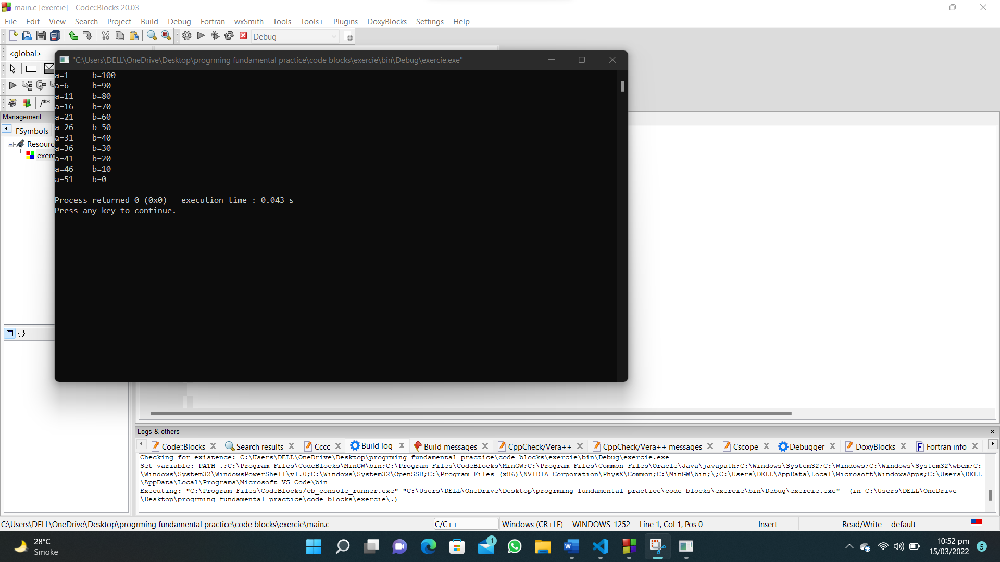 main.c [exercie] - Code::Blocks 20.03
File Edit View Search Project Build Debug Fortran wxSmith Tools Tools+ Plugins DoxyBlocks Settings Help
Debug
<global>
"C:\Users\DELL\OneDrive\Desktop\progrming fundamental practice\code blocks\exercie\bin\Debug\exercie.exe"
/**
a=1 b=100
a=6 b=90
a=11 b=80
a=16 b=70
a=21 b=60
a=26 b=50
a=31 b=40
a=36 b=30
a=41 b=20
a=46 b=10
a=51 b=0
Process returned 0 (0x0) execution time : 0.043 s
Press any key to continue.
Management
FSymbols
Resourc
exerc
{}
Logs & others
Code::Blocks Search results Cccc Build log Build messages CppCheck/Vera++ CppCheck/Vera++ messages Cscope Debugger DoxyBlocks Fortran info
Checking for existence: C:\Users\DELL\OneDrive\Desktop\progrming fundamental practice\code blocks\exercie\bin\Debug\exercie.exe
Set variable: PATH=.;C:\Program Files\CodeBlocks\MinGW\bin;C:\Program Files\CodeBlocks\MinGW;C:\Program Files\Common Files\Oracle\Java\javapath;C:\Windows\System32;C:\Windows;C:\Windows\System32\wbem;C:
\Windows\System32\WindowsPowerShell\v1.0;C:\Windows\System32\OpenSSH;C:\Program Files (x86)\NVIDIA Corporation\PhysX\Common;C:\MinGW\bin;\;C:\Users\DELL\AppData\Local\Microsoft\WindowsApps;C:\Users\DELL
\AppData\Local\Programs\Microsoft VS Code\bin
Executing: "C:\Program Files\CodeBlocks/cb_console_runner.exe" "C:\Users\DELL\OneDrive\Desktop\progrming fundamental practice\code blocks\exercie\bin\Debug\exercie.exe" (in C:\Users\DELL\OneDrive
\Desktop\progrming fundamental practice\code blocks\exercie\.)
C:\Users\DELL\OneDrive\Desktop\progrming fundamental practice\code blocks\exercie\main.c C/C++ Windows (CR+LF) WINDOWS-1252 Line 1, Col 1, Pos 0 Insert Read/Write default
28°C
Smoke
1
10:52 pm
15/03/2022
5